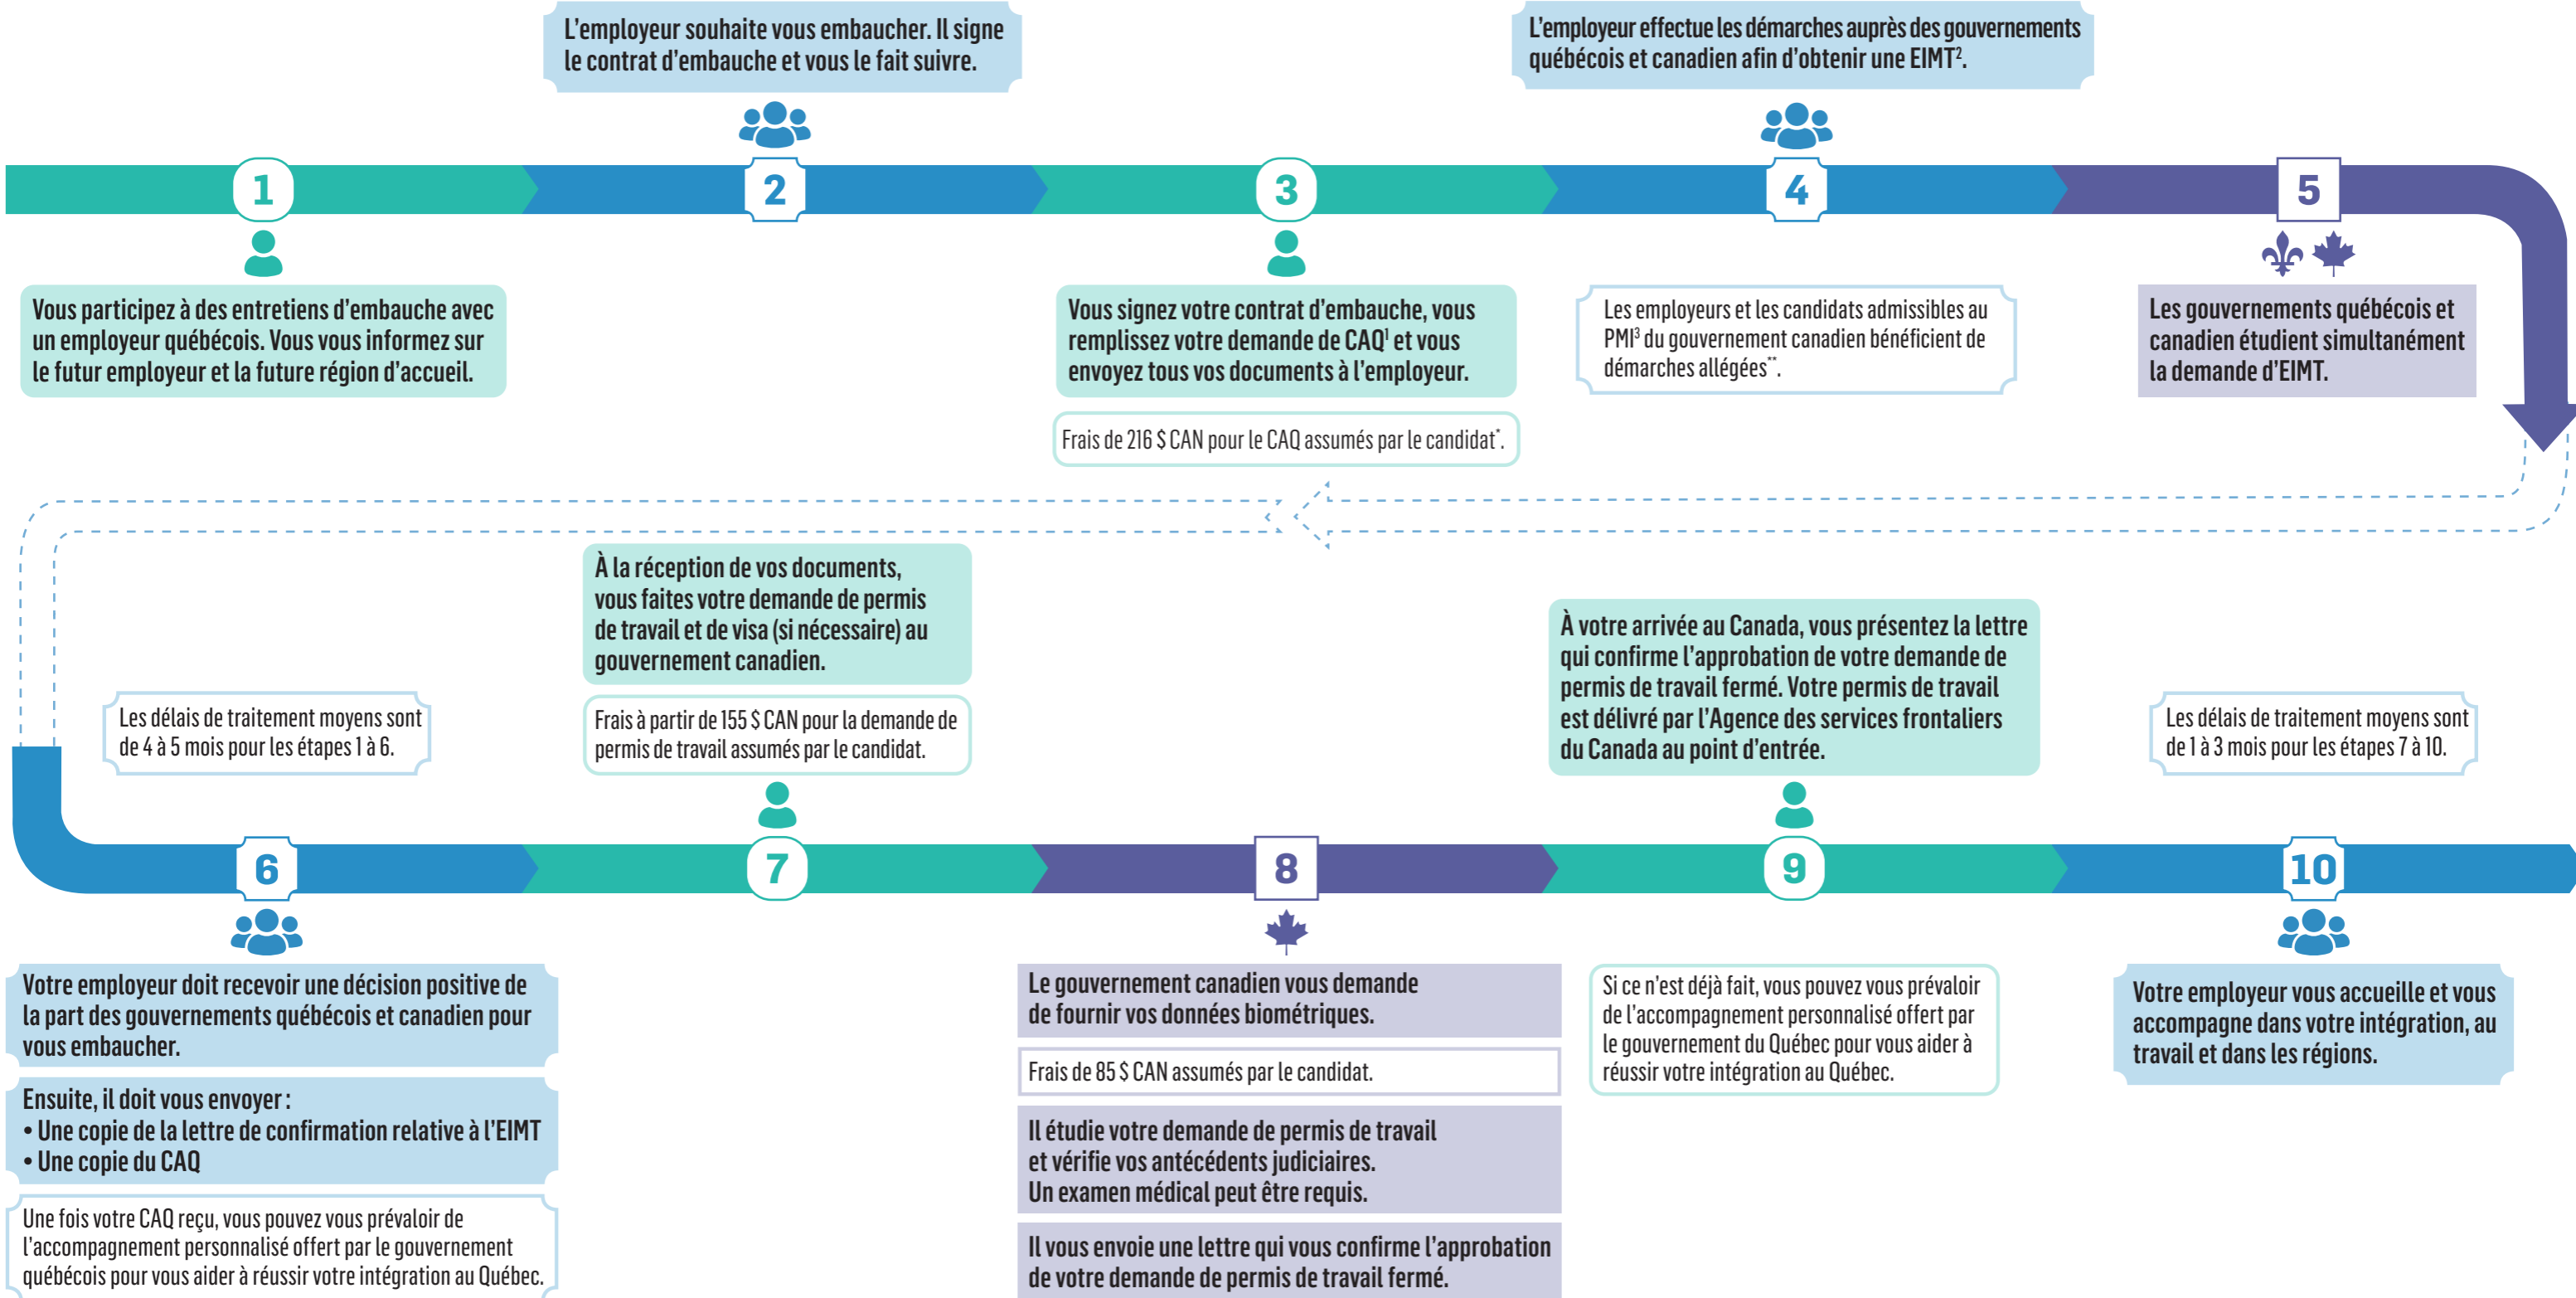 L'employeur souhaite vous embaucher. Il signe
le contrat d'embauche et vous le fait suivre.
L'employeur effectue les démarches auprès des gouvernements
québécois et canadien afin d'obtenir une EIMT².
1
2
3
4
5
Vous participez à des entretiens d'embauche avec
un employeur québécois. Vous vous informez sur
le futur employeur et la future région d'accueil.
Vous signez votre contrat d'embauche, vous
remplissez votre demande de CAQ¹ et vous
envoyez tous vos documents à l'employeur.
Frais de 216 $ CAN pour le CAQ assumés par le candidat*.
Les employeurs et les candidats admissibles au
PMI³ du gouvernement canadien bénéficient de
démarches allégées**.
Les gouvernements québécois et
canadien étudient simultanément
la demande d'EIMT.
Les délais de traitement moyens sont
de 4 à 5 mois pour les étapes 1 à 6.
À la réception de vos documents,
vous faites votre demande de permis
de travail et de visa (si nécessaire) au
gouvernement canadien.
Frais à partir de 155 $ CAN pour la demande de
permis de travail assumés par le candidat.
À votre arrivée au Canada, vous présentez la lettre
qui confirme l'approbation de votre demande de
permis de travail fermé. Votre permis de travail
est délivré par l'Agence des services frontaliers
du Canada au point d'entrée.
Les délais de traitement moyens sont
de 1 à 3 mois pour les étapes 7 à 10.
6
7
8
9
10
Votre employeur doit recevoir une décision positive de
la part des gouvernements québécois et canadien pour
vous embaucher.
Ensuite, il doit vous envoyer :
• Une copie de la lettre de confirmation relative à l'EIMT
• Une copie du CAQ
Une fois votre CAQ reçu, vous pouvez vous prévaloir de
l'accompagnement personnalisé offert par le gouvernement
québécois pour vous aider à réussir votre intégration au Québec.
Le gouvernement canadien vous demande
de fournir vos données biométriques.
Frais de 85 $ CAN assumés par le candidat.
Il étudie votre demande de permis de travail
et vérifie vos antécédents judiciaires.
Un examen médical peut être requis.
Il vous envoie une lettre qui vous confirme l'approbation
de votre demande de permis de travail fermé.
Si ce n'est déjà fait, vous pouvez vous prévaloir
de l'accompagnement personnalisé offert par
le gouvernement du Québec pour vous aider à
réussir votre intégration au Québec.
Votre employeur vous accueille et vous
accompagne dans votre intégration, au
travail et dans les régions.